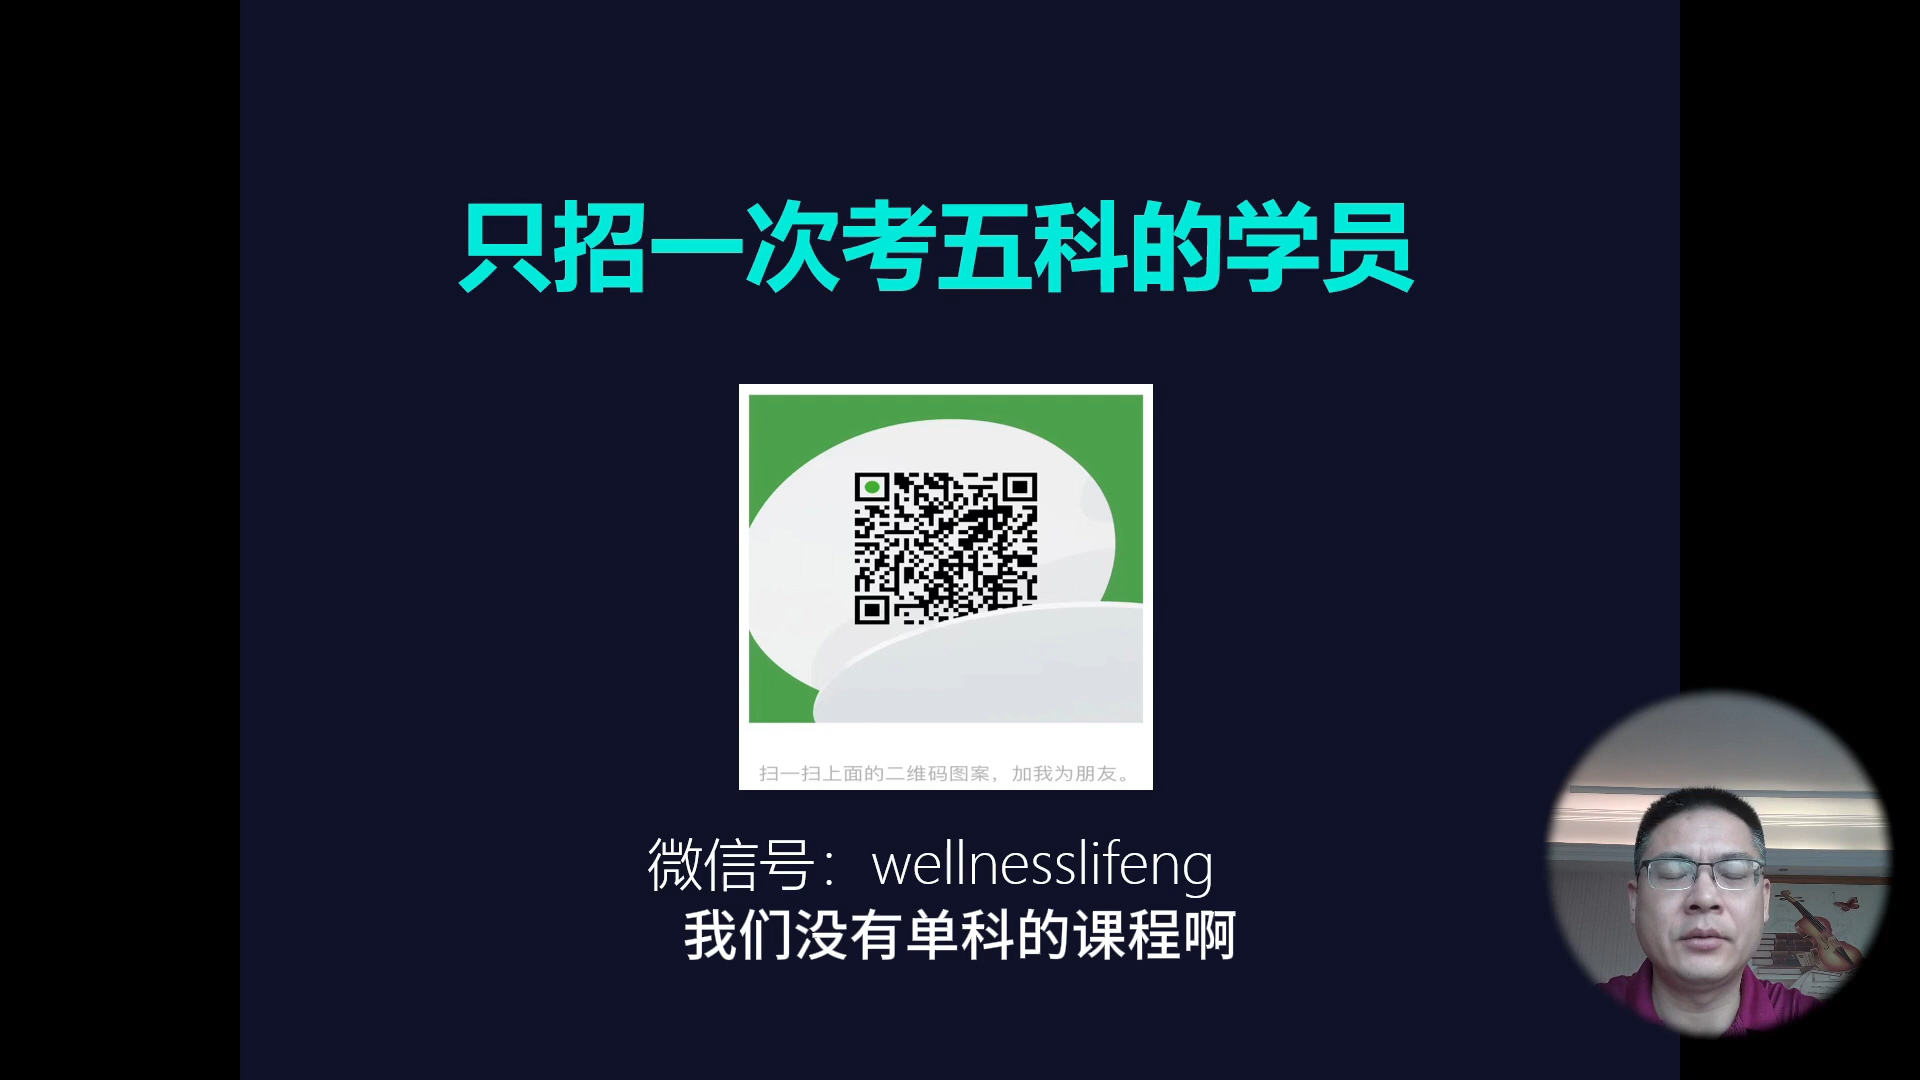 只招一次考五科的学员
扫一扫上面的二维码图案，加我为朋友。
微信号：wellnesslifeng
我们没有单科的课程啊